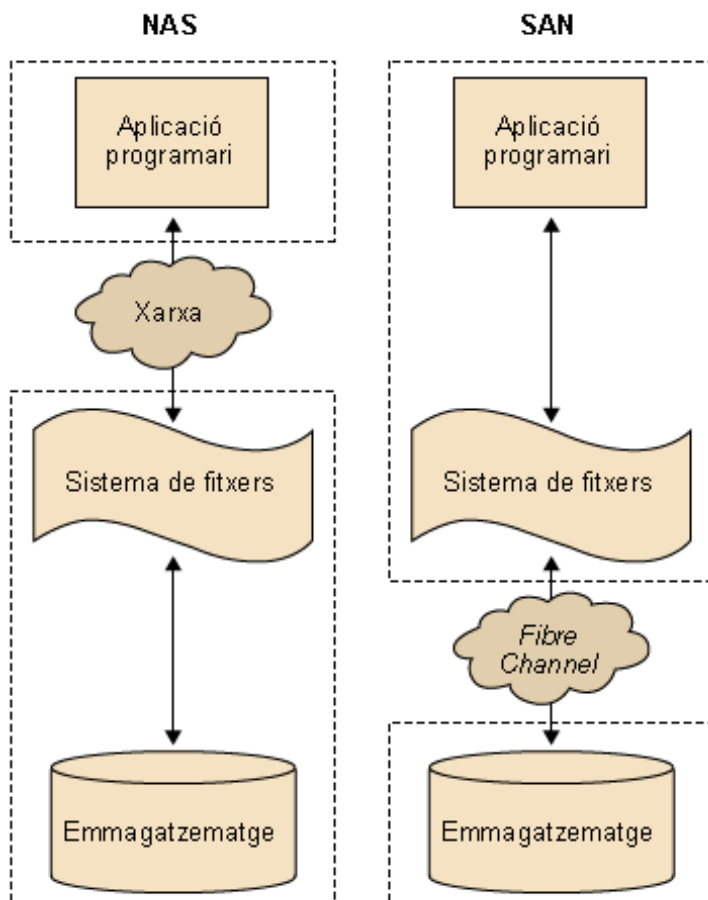 NAS
Aplicació
programari
Xarxa
Sistema de fitxers
Emmagatzematge
SAN
Aplicació
programari
Sistema de fitxers
Fibre
Channel
Emmagatzematge